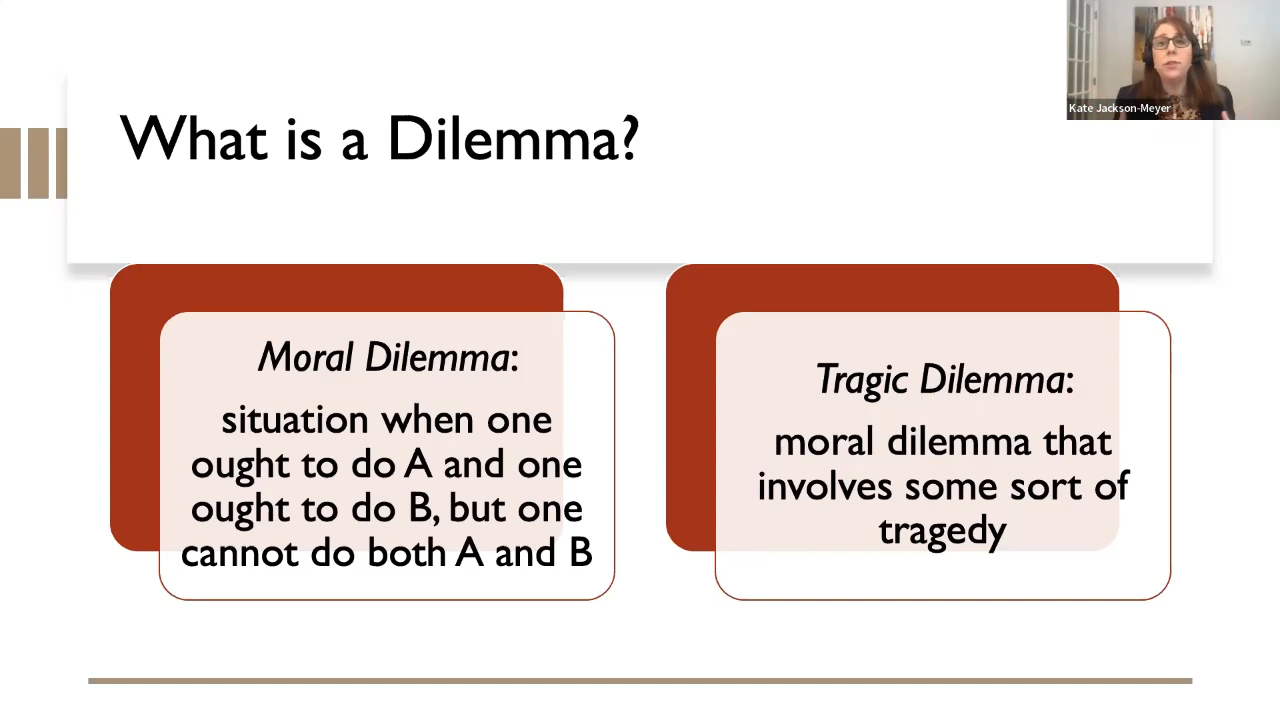 Kate Jackson-Meyer
What is a Dilemma?
Moral Dilemma:
situation when one
ought to do A and one
ought to do B, but one
cannot do both A and B
Tragic Dilemma:
moral dilemma that
involves some sort of
tragedy